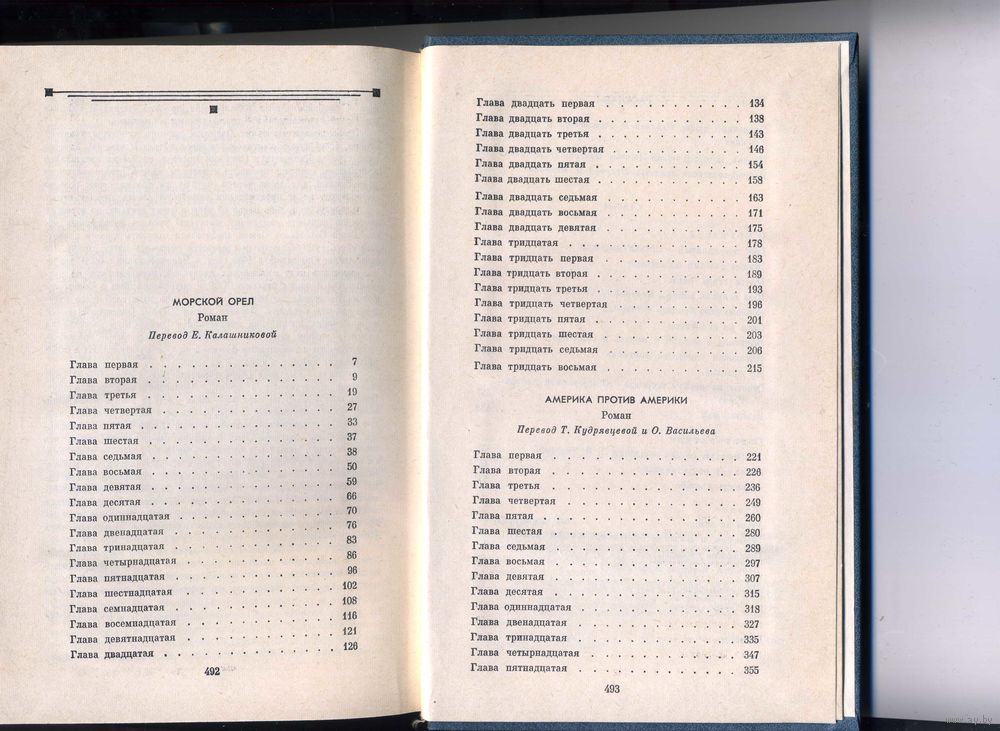 МОРСКОЙ ОРЕЛ
Роман
Перевод Е. Калашниковой
Глава первая . . . . . . . . . . . . 7
Глава вторая . . . . . . . . . . . . 9
Глава третья . . . . . . . . . . . . 19
Глава четвертая . . . . . . . . . . . 27
Глава пятая . . . . . . . . . . . . 33
Глава шестая . . . . . . . . . . . . 37
Глава седьмая . . . . . . . . . . . . 38
Глава восьмая . . . . . . . . . . . . 50
Глава девятая . . . . . . . . . . . . 59
Глава десятая . . . . . . . . . . . . 66
Глава одиннадцатая . . . . . . . . . . 70
Глава двенадцатая . . . . . . . . . . 76
Глава тринадцатая . . . . . . . . . . 83
Глава четырнадцатая . . . . . . . . . 86
Глава пятнадцатая . . . . . . . . . . 96
Глава шестнадцатая . . . . . . . . . . 102
Глава семнадцатая . . . . . . . . . . 108
Глава восемнадцатая . . . . . . . . . 116
Глава девятнадцатая . . . . . . . . . 121
Глава двадцатая . . . . . . . . . . . 126
492
Глава двадцать первая . . . . . . . . . 134
Глава двадцать вторая . . . . . . . . . 138
Глава двадцать третья . . . . . . . . . 143
Глава двадцать четвертая . . . . . . . . 146
Глава двадцать пятая . . . . . . . . . 154
Глава двадцать шестая . . . . . . . . . 158
Глава двадцать седьмая . . . . . . . . 163
Глава двадцать восьмая . . . . . . . . 171
Глава двадцать девятая . . . . . . . . 175
Глава тридцатая . . . . . . . . . . . 178
Глава тридцать первая . . . . . . . . . 183
Глава тридцать вторая . . . . . . . . . 189
Глава тридцать третья . . . . . . . . . 193
Глава тридцать четвертая . . . . . . . . 196
Глава тридцать пятая . . . . . . . . . 201
Глава тридцать шестая . . . . . . . . . 203
Глава тридцать седьмая . . . . . . . . 206
Глава тридцать восьмая . . . . . . . . 215
АМЕРИКА ПРОТИВ АМЕРИКИ
Роман
Перевод Т. Кудрявцевой и О. Васильева
Глава первая . . . . . . . . . . . . 221
Глава вторая . . . . . . . . . . . . 226
Глава третья . . . . . . . . . . . . 236
Глава четвертая . . . . . . . . . . . 249
Глава пятая . . . . . . . . . . . . 260
Глава шестая . . . . . . . . . . . . 280
Глава седьмая . . . . . . . . . . . . 289
Глава восьмая . . . . . . . . . . . . 297
Глава девятая . . . . . . . . . . . . 307
Глава десятая . . . . . . . . . . . . 315
Глава одиннадцатая . . . . . . . . . . 318
Глава двенадцатая . . . . . . . . . . 327
Глава тринадцатая . . . . . . . . . . 335
Глава четырнадцатая . . . . . . . . . 347
Глава пятнадцатая . . . . . . . . . . 355
493
www.ay.by